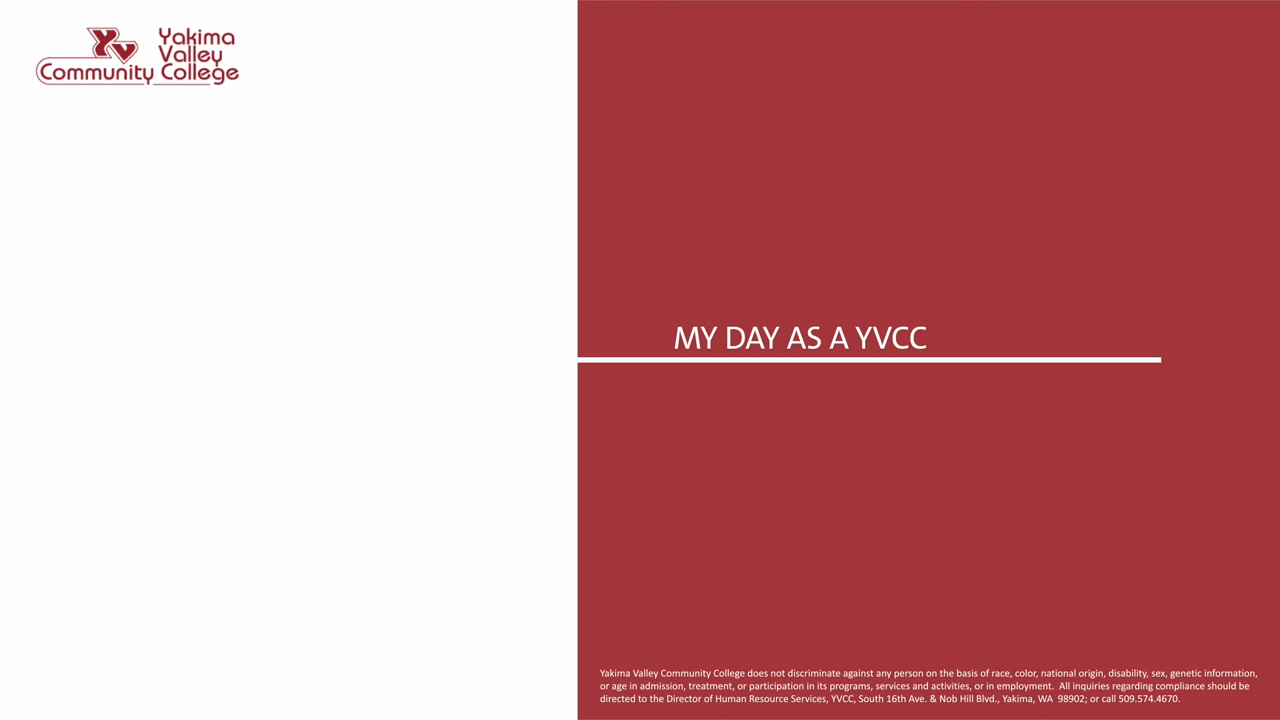 Yakima
Valley
Community College
MY DAY AS A YVCC
Yakima Valley Community College does not discriminate against any person on the basis of race, color, national origin, disability, sex, genetic information,
or age in admission, treatment, or participation in its programs, services and activities, or in employment.  All inquiries regarding compliance should be
directed to the Director of Human Resource Services, YVCC, South 16th Ave. & Nob Hill Blvd., Yakima, WA  98902; or call 509.574.4670.